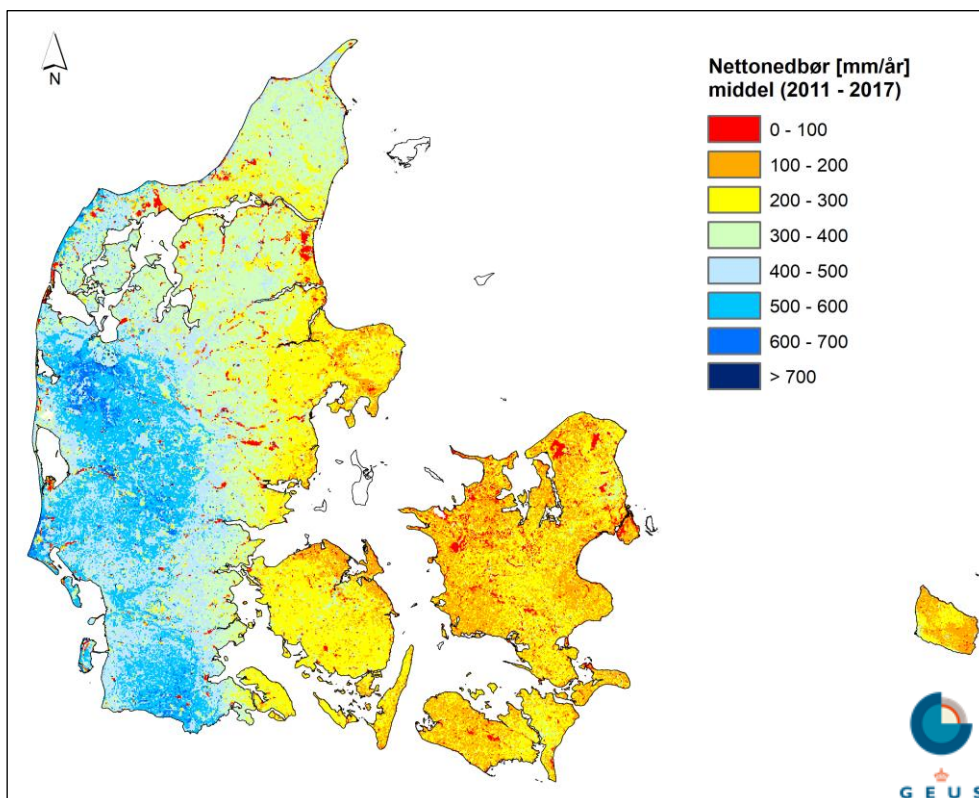 N
Nettonedbør [mm/år]
middel (2011 - 2017)
0 - 100
100 - 200
200 - 300
300 - 400
400 - 500
500 - 600
600 - 700
> 700
G E U S